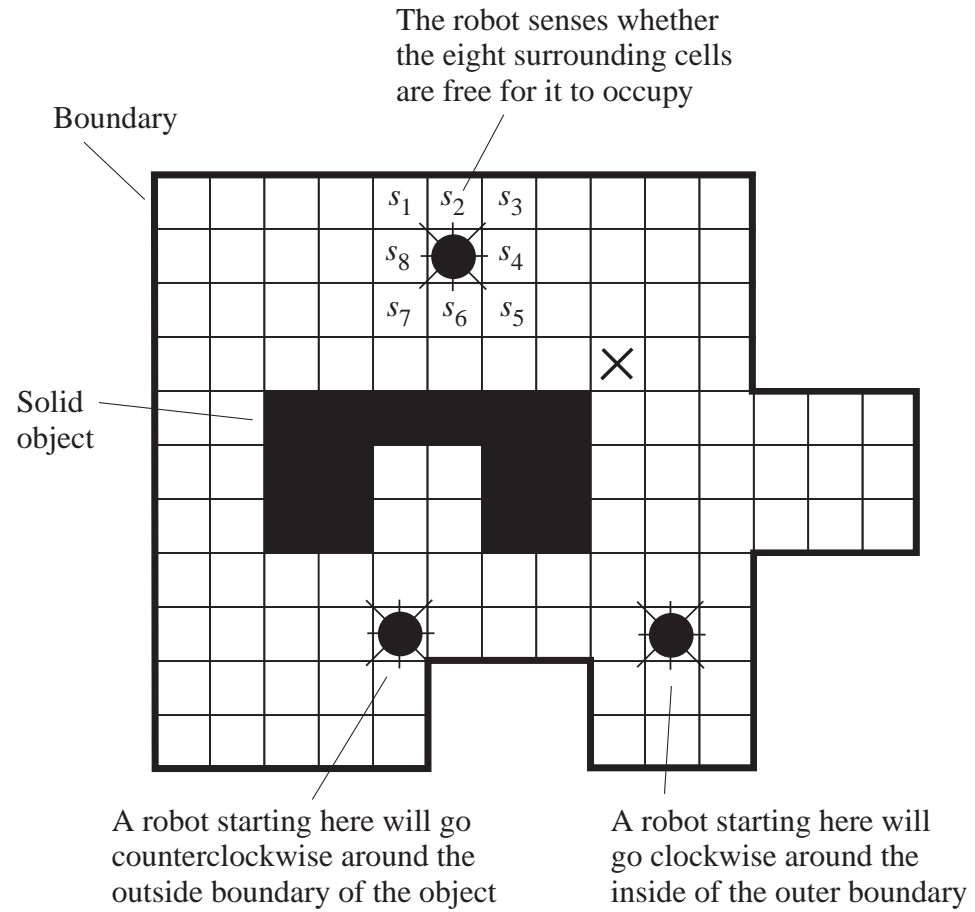 The robot senses whether
the eight surrounding cells
are free for it to occupy
Boundary
s1 s2 s3
s8 s4
s7 s6 s5
Solid
object
A robot starting here will go
counterclockwise around the
outside boundary of the object
A robot starting here will
go clockwise around the
inside of the outer boundary